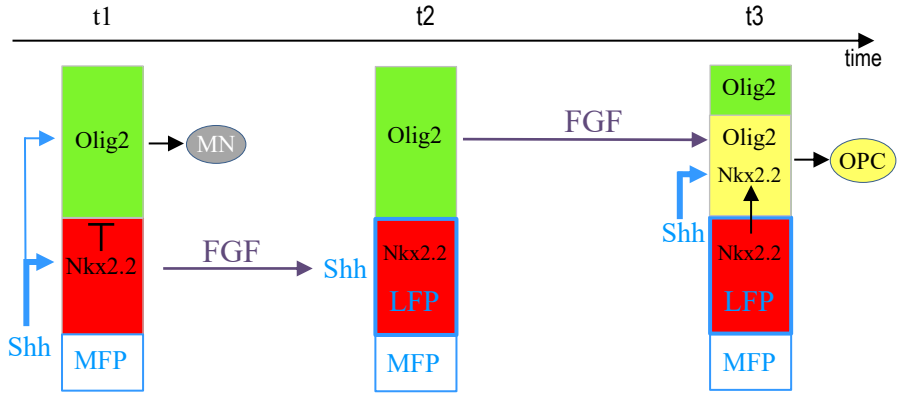 t1
t2
t3
time
Olig2
MN
Nkx2.2
Shh
MFP
FGF
Olig2
Shh
Nkx2.2
LFP
MFP
FGF
Olig2
Olig2
Nkx2.2
OPC
Shh
Nkx2.2
LFP
MFP